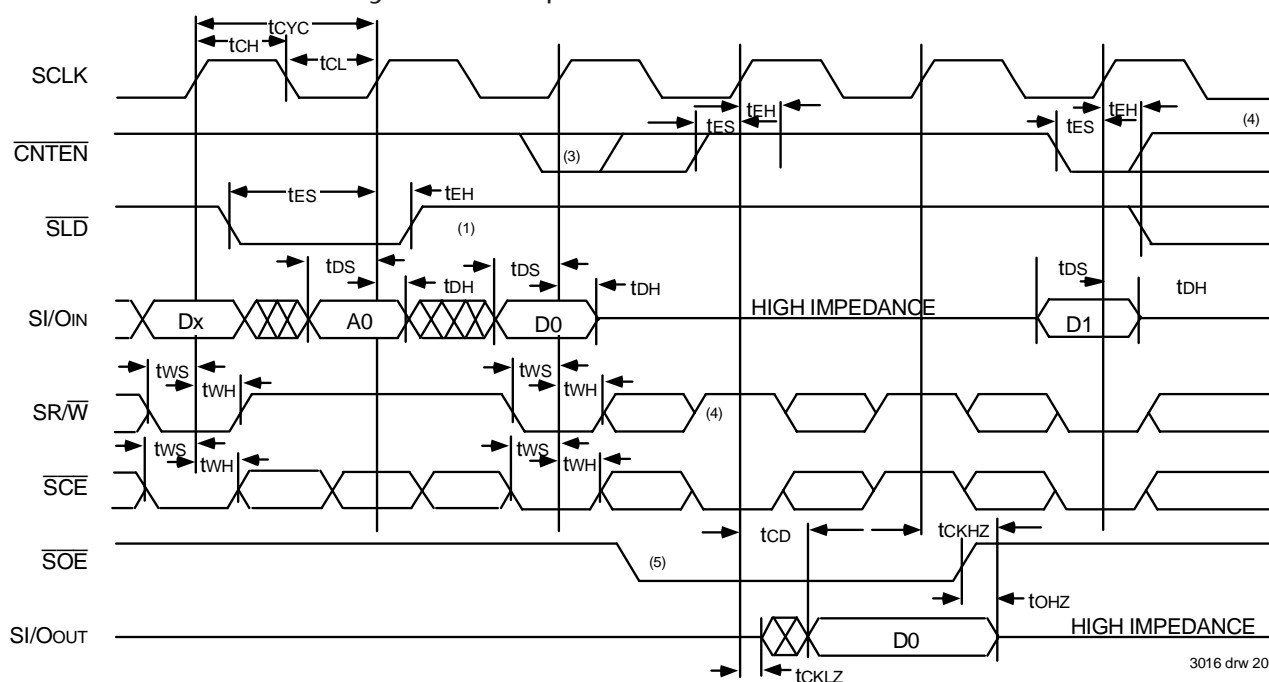 tCYC
tCH
tCL
SCLK
tEH
tES
tEH
tES
(4)
CNTEN
(3)
tES
tEH
SLD
(1)
tDS
tDH
tDS
tDH
tDS
tDH
SI/OIN
Dx
A0
D0
HIGH IMPEDANCE
D1
tWS
tWH
tWS
tWH
SR/W
(4)
tWS
tWH
tWS
tWH
SCE
tCD
tCKHZ
SOE
(5)
tOHZ
SI/OOUT
D0
HIGH IMPEDANCE
tCKLZ
3016 drw 20